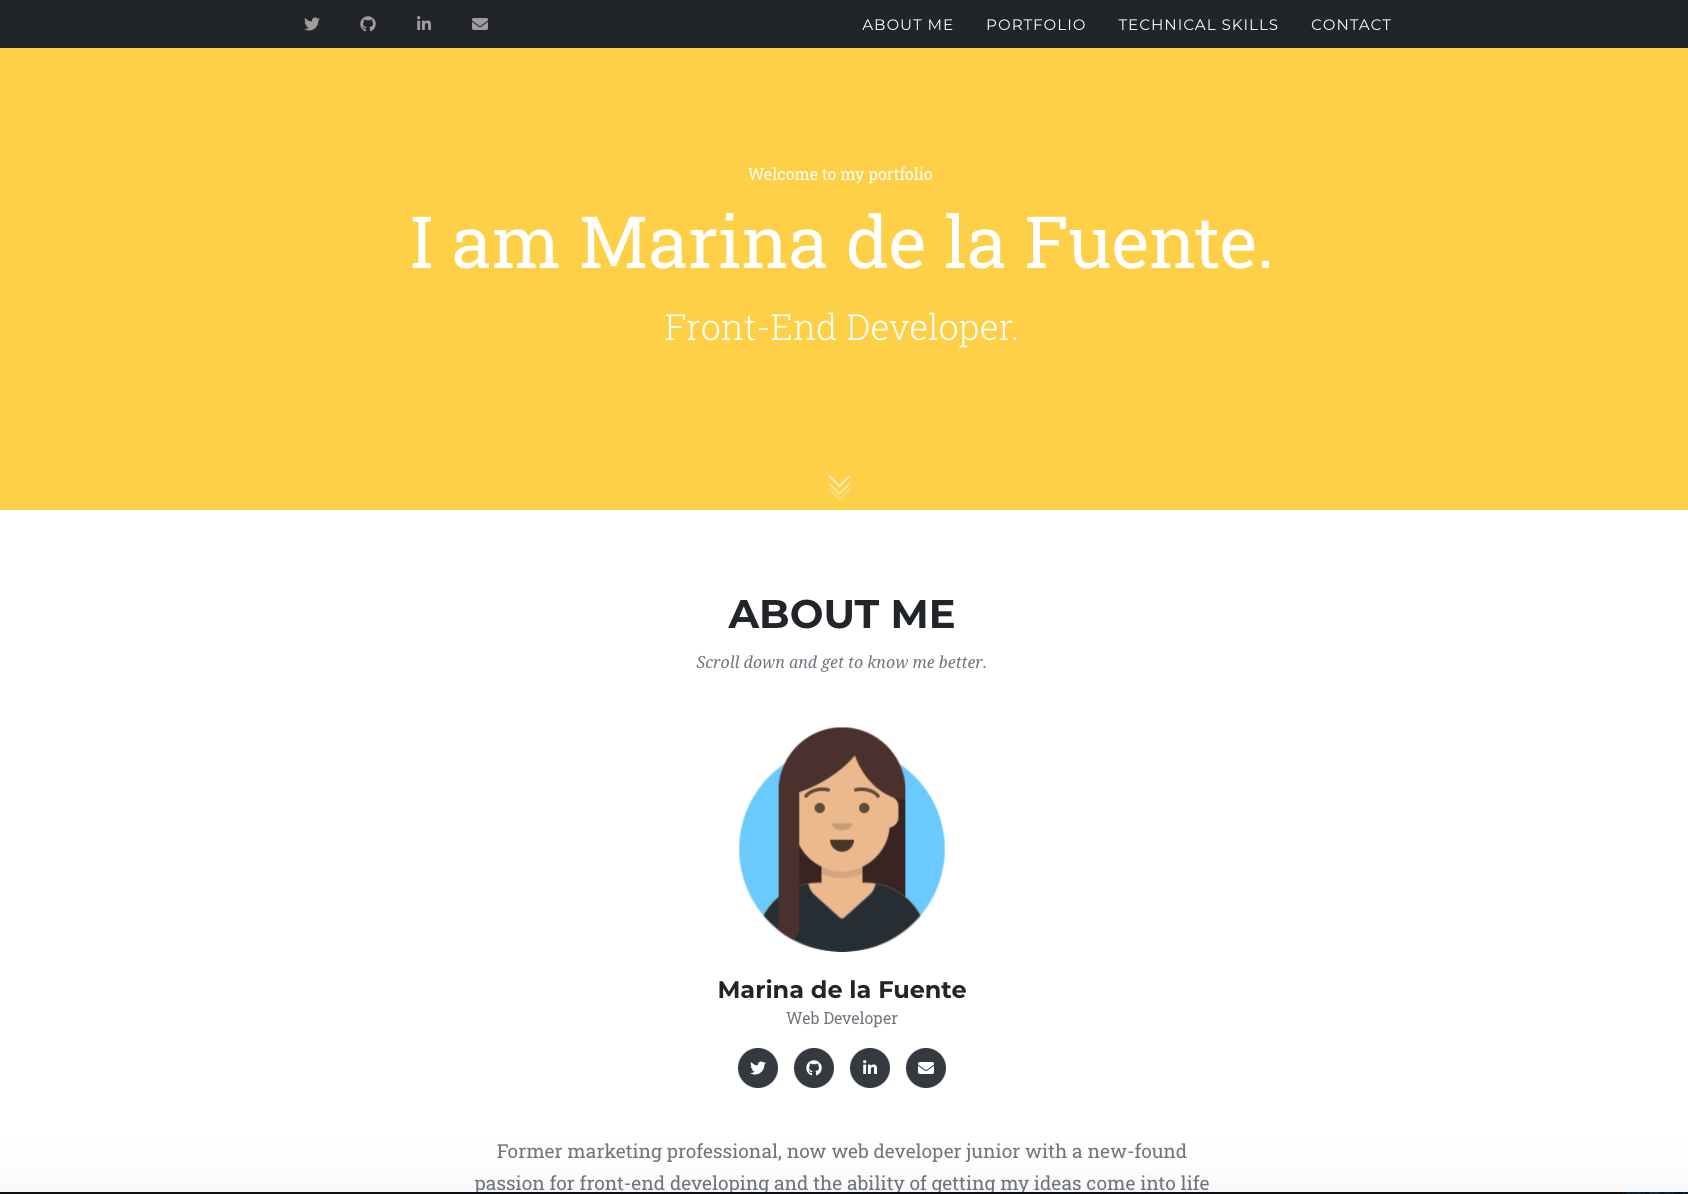 ABOUT ME PORTFOLIO TECHNICAL SKILLS CONTACT
Welcome to my portfolio
I am Marina de la Fuente.
Front-End Developer.
ABOUT ME
Scroll down and get to know me better.
Marina de la Fuente
Web Developer
Former marketing professional, now web developer junior with a new-found
passion for front-end developing and the ability of getting my ideas come into life